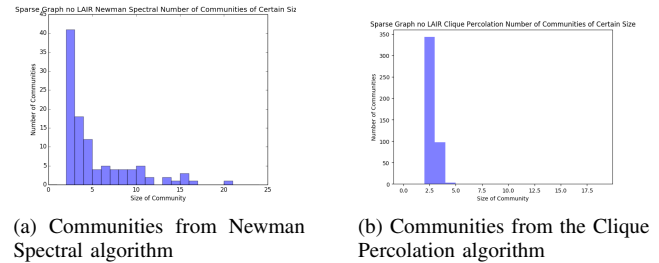 Sparse Graph no LAIR Newman Spectral Number of Communities of Certain Siz
45
40
35
30
25
20
15
10
5
0
Number of Communities
0 5 10 15 20 25
Size of Community
(a) Communities from Newman
Spectral algorithm
Sparse Graph no LAIR Clique Percolation Number of Communities of Certain Size
350
300
250
200
150
100
50
0
Number of Communities
0.0 2.5 5.0 7.5 10.0 12.5 15.0 17.5
Size of Community
(b) Communities from the Clique
Percolation algorithm